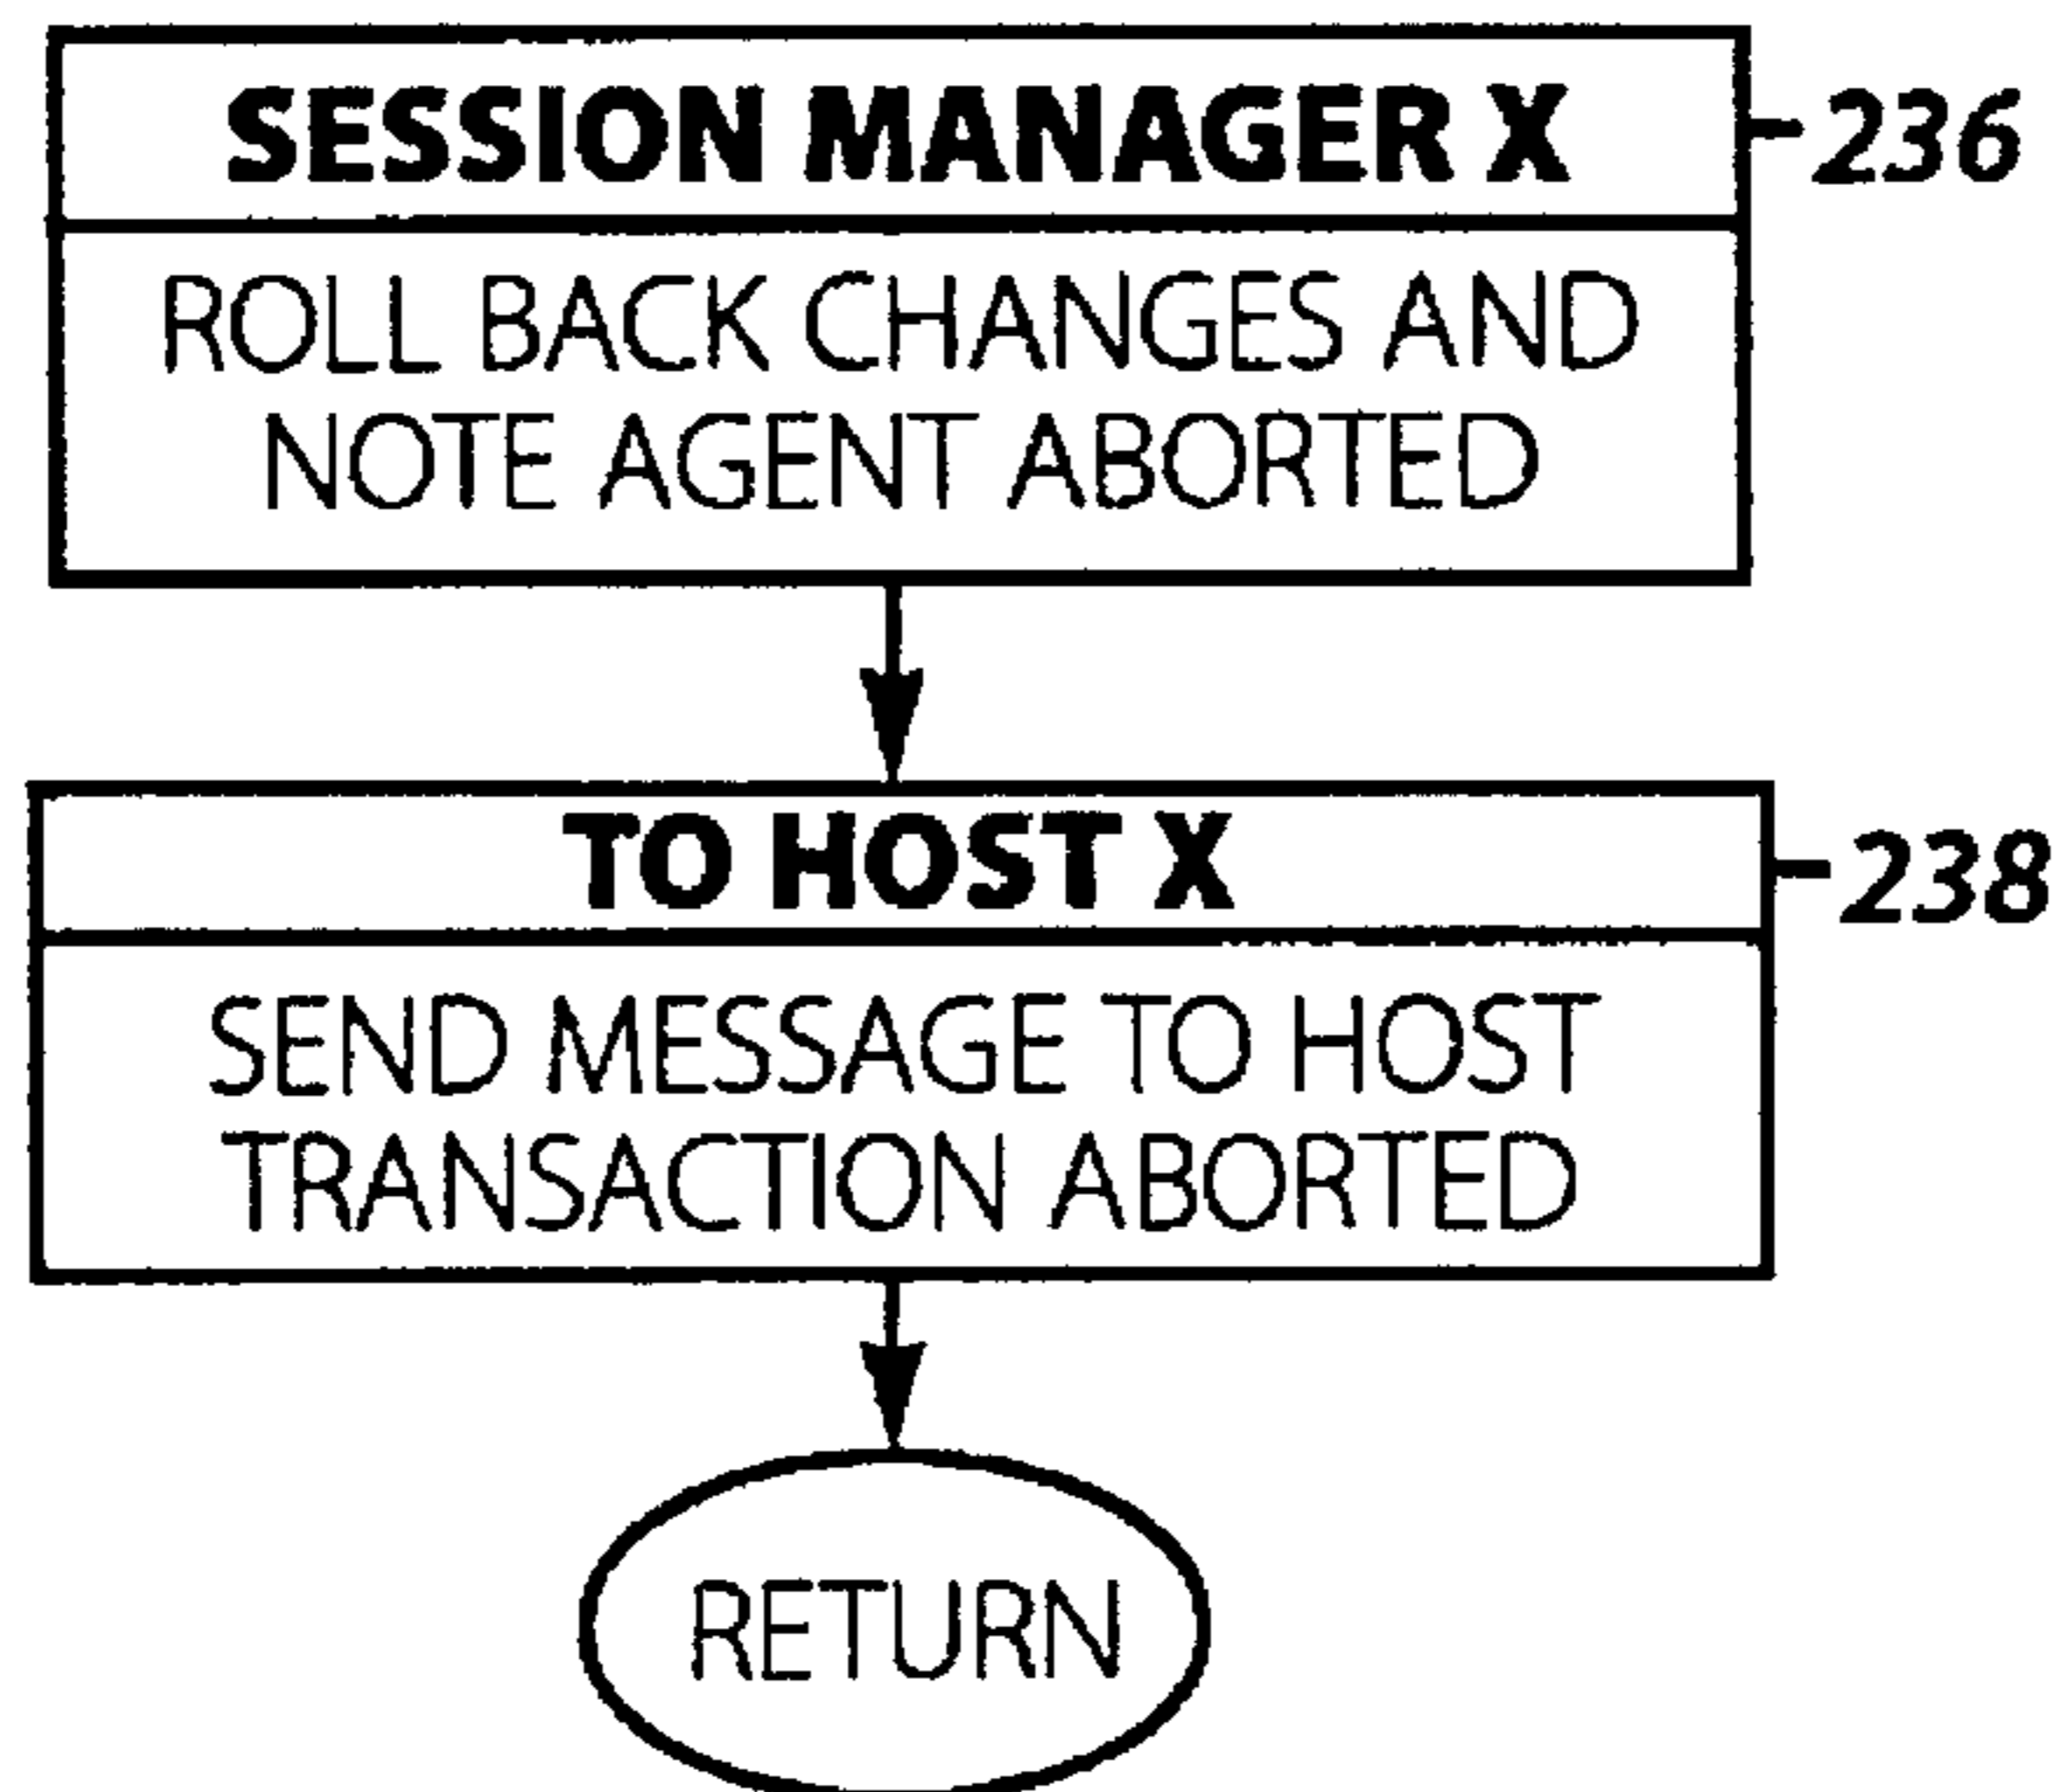 SESSION MANAGER X
236
ROLL BACK CHANGES AND
NOTE AGENT ABORTED
TO HOST X
238
SEND MESSAGE TO HOST
TRANSACTION ABORTED
RETURN